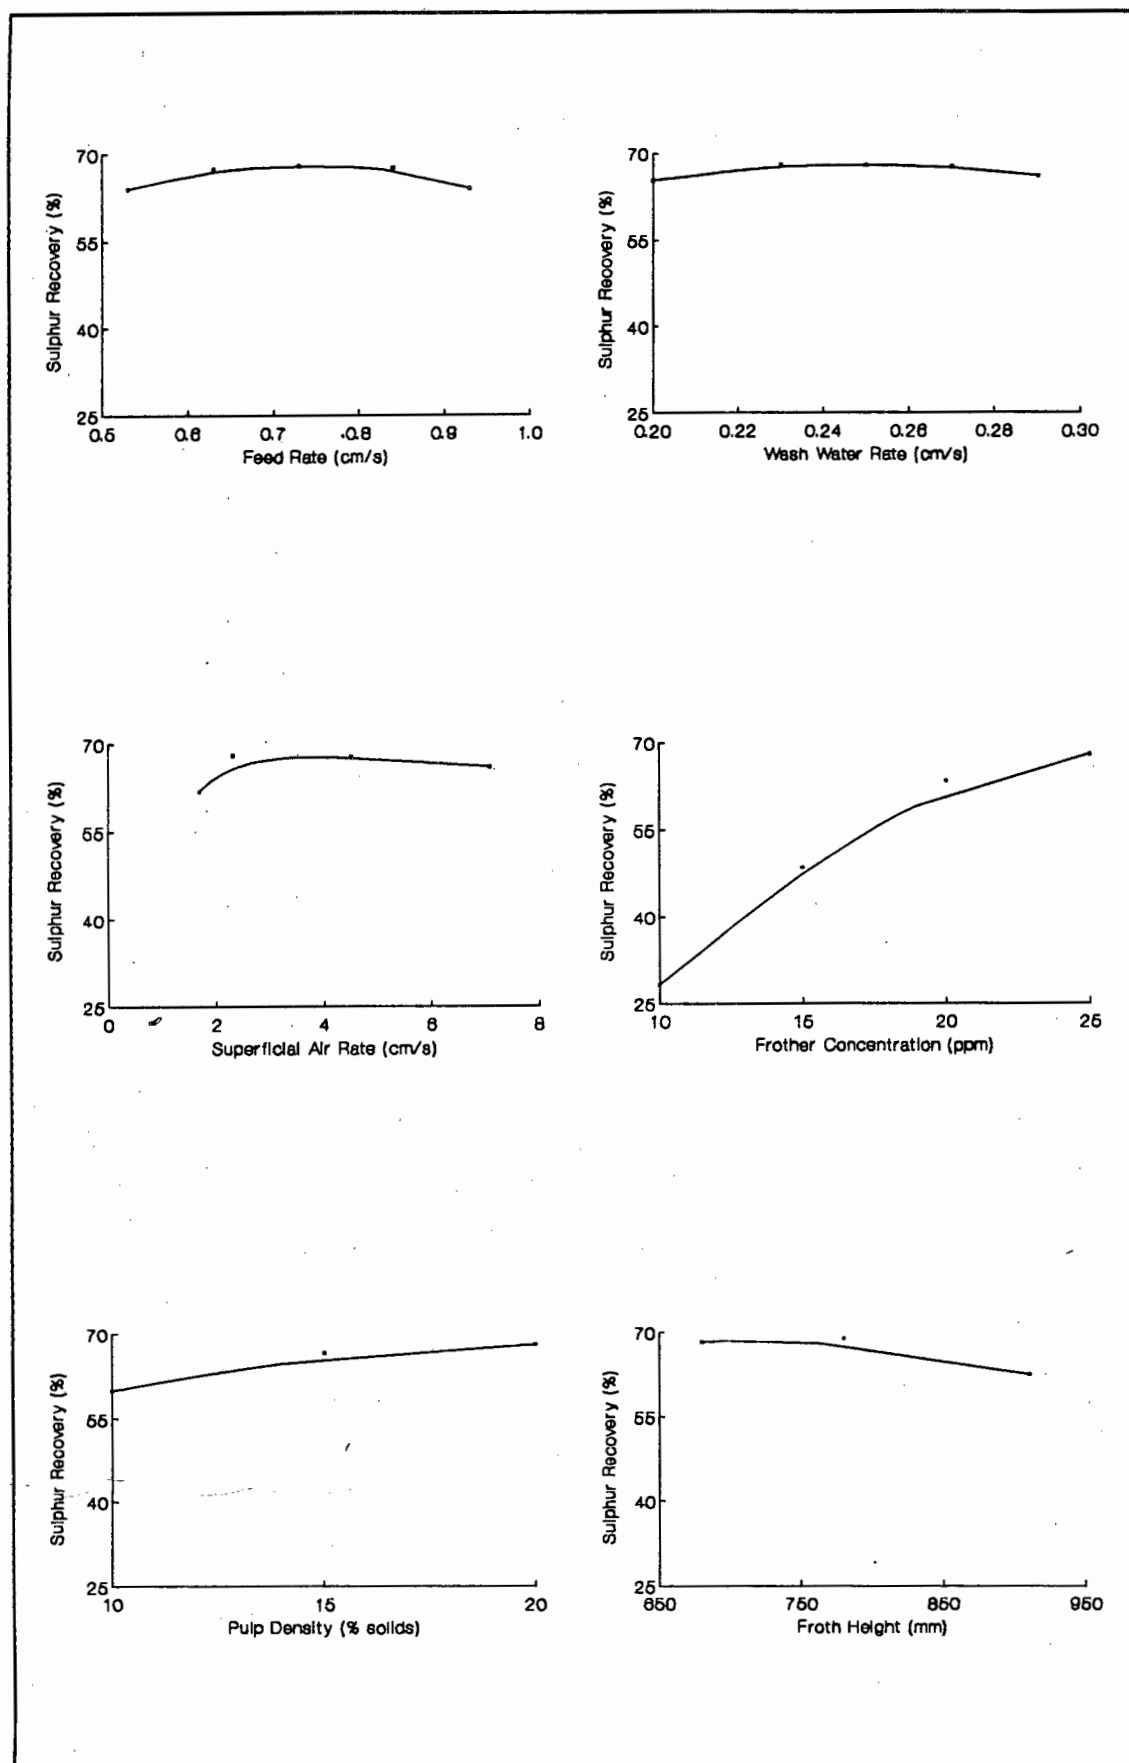 70
55
40
25
Sulphur Recovery (%)
0.5 0.6 0.7 0.8 0.9 1.0
Feed Rate (cm/s)
70
55
40
25
Sulphur Recovery (%)
0.20 0.22 0.24 0.26 0.28 0.30
Wash Water Rate (cm/s)
70
55
40
25
Sulphur Recovery (%)
0 2 4 6 8
Superficial Air Rate (cm/s)
70
55
40
25
Sulphur Recovery (%)
10 15 20 25
Frother Concentration (ppm)
70
55
40
25
Sulphur Recovery (%)
10 15 20
Pulp Density (% solids)
70
55
40
25
Sulphur Recovery (%)
650 750 850 950
Froth Height (mm)